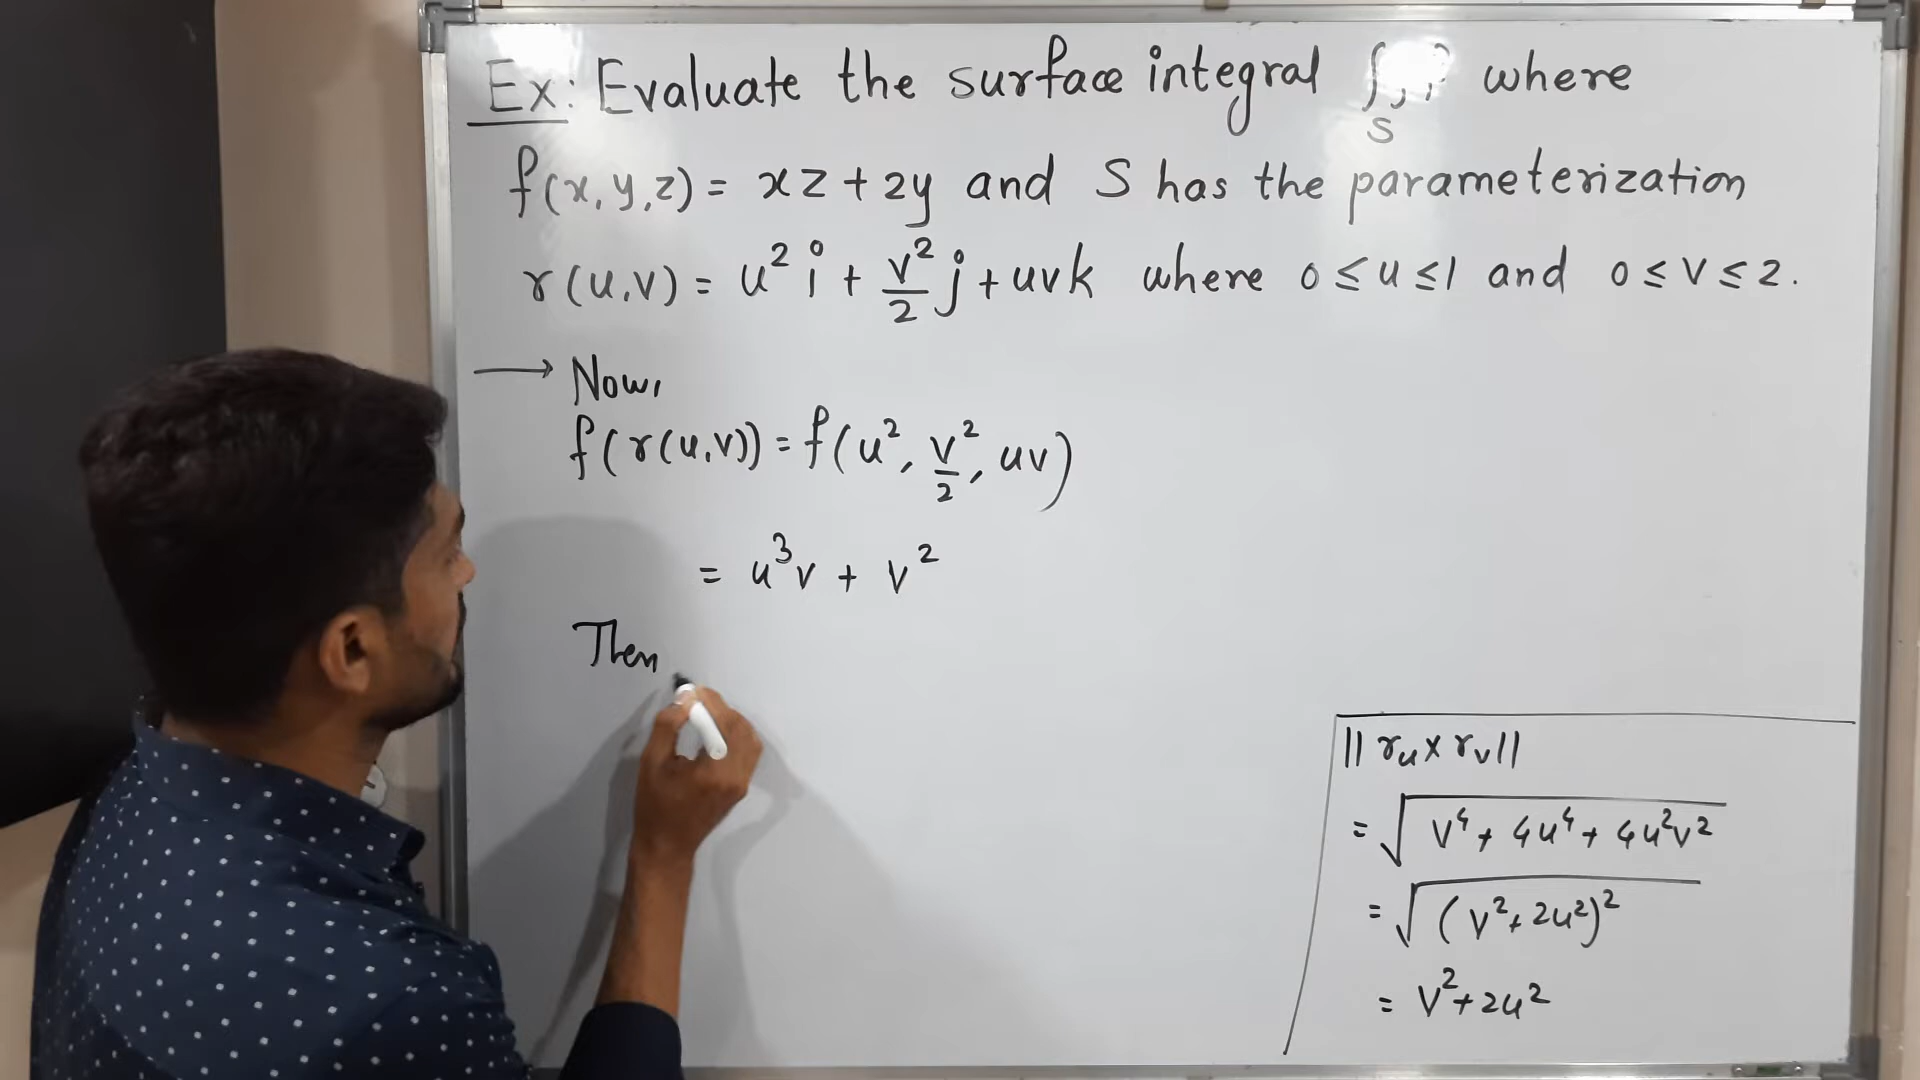 Ex: Evaluate the surface integral ∫ S where
f(x,y,z) = xz + 2y and S has the parameterization
r(u,v) = u² i + v²/2 j + uvk where 0 ≤ u ≤ 1 and 0 ≤ v ≤ 2.
→ Now,
f(r(u,v)) = f(u², v²/2, uv)
= u³v + v²
Then
|| rᵤ x rᵥ ||
= √(v⁴ + 4u⁴ + 4u²v²)
= √((v² + 2u²)²)
= v² + 2u²